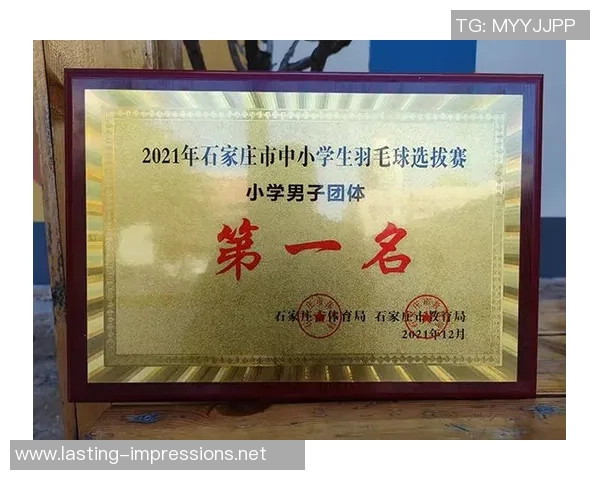 TG: MYYJJPP
2021年石家庄市中小学生羽毛球选拔赛
小学男子团体
第一名
石家庄市体育局 石家庄市教育局
2021年12月
www.lasting-impressions.net